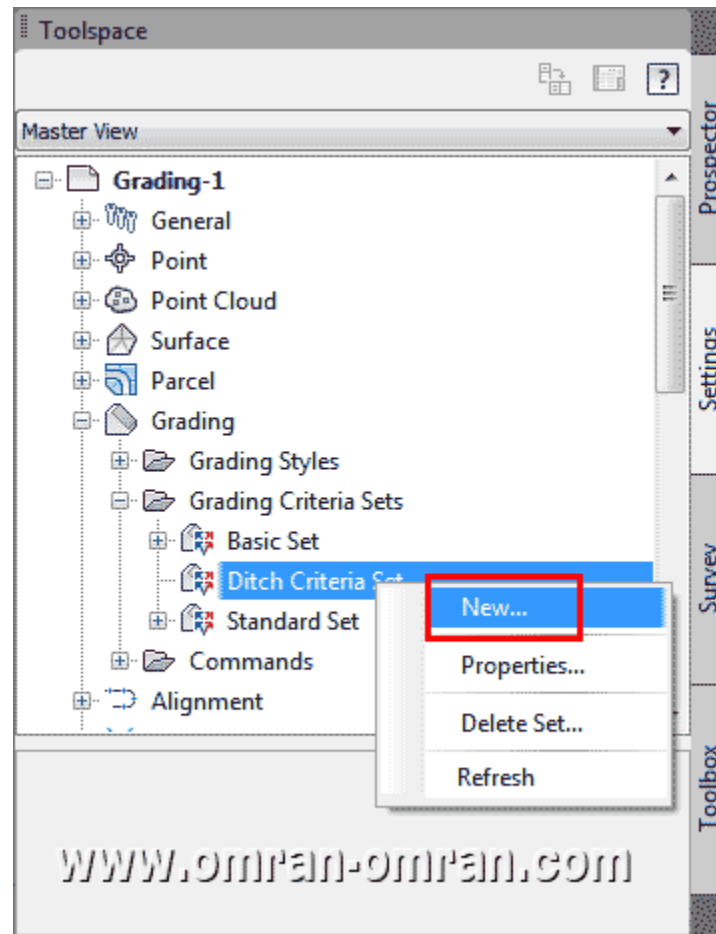 Toolspace
?
Master View
Grading-1
General
Point
Point Cloud
Surface
Parcel
Grading
Grading Styles
Grading Criteria Sets
Basic Set
Ditch Criteria Set
Standard Set
Commands
Alignment
New...
Properties...
Delete Set...
Refresh
Prospector
Settings
Survey
Toolbox
www.omran-omran.com